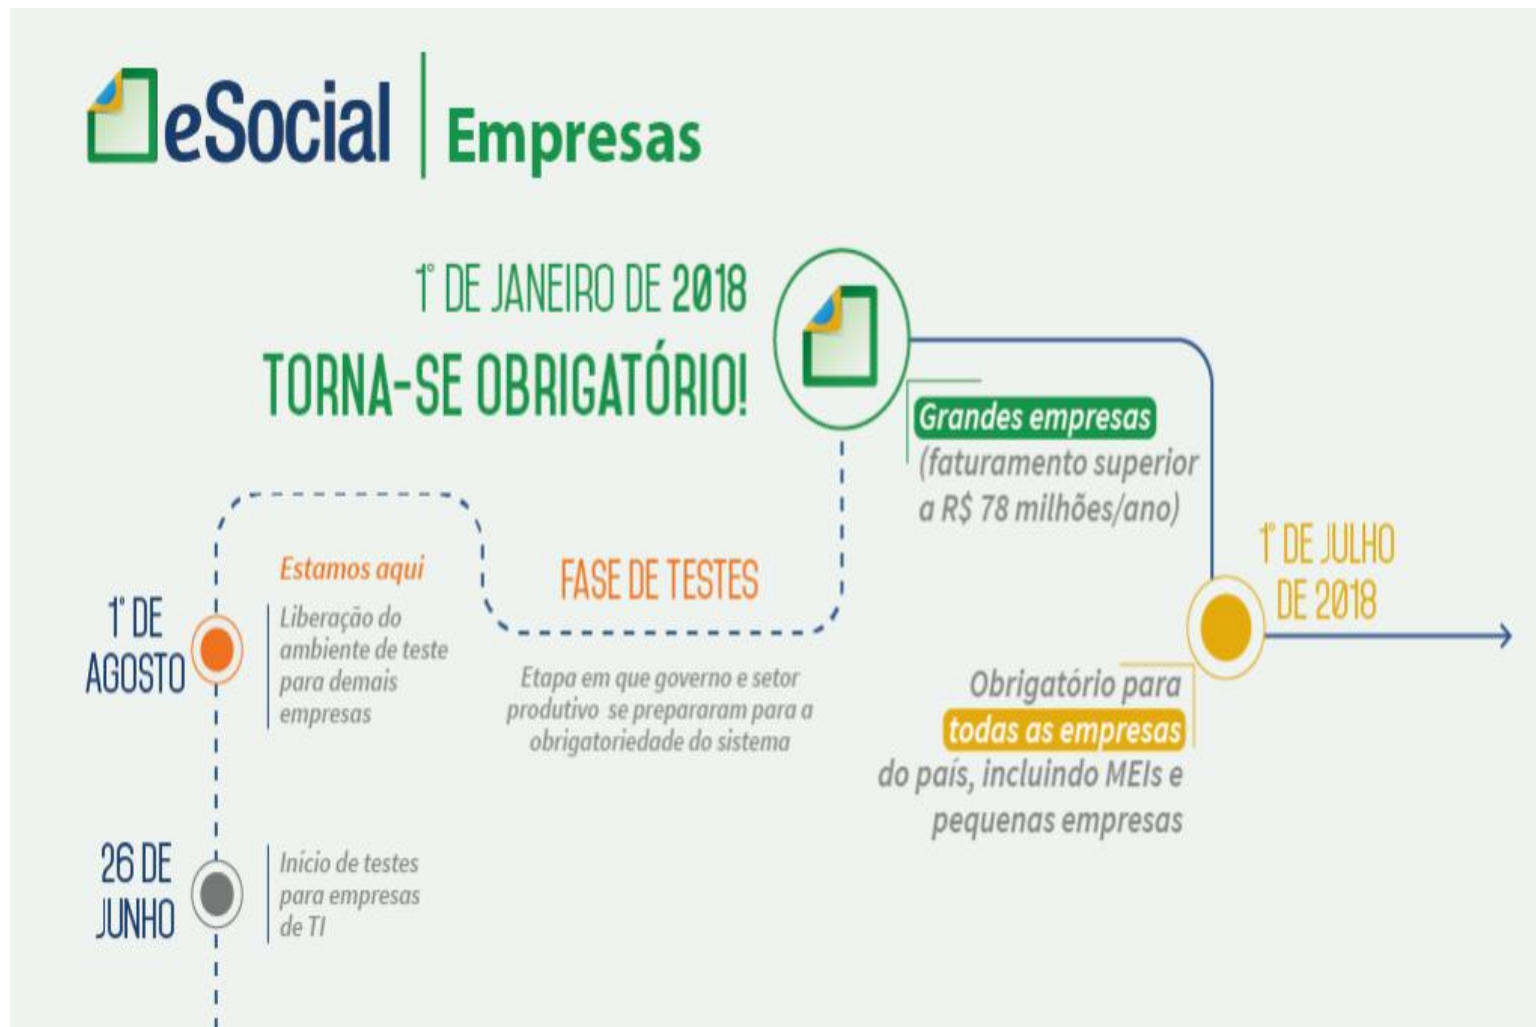 eSocial
Empresas
1º DE JANEIRO DE 2018
TORNA-SE OBRIGATÓRIO!
Grandes empresas
(faturamento superior
a R$ 78 milhões/ano)
1º DE JULHO
DE 2018
Obrigatório para
todas as empresas
do país, incluindo MEIs e
pequenas empresas
FASE DE TESTES
Etapa em que governo e setor
produtivo se prepararam para a
obrigatoriedade do sistema
1º DE
AGOSTO
Estamos aqui
Liberação do
ambiente de teste
para demais
empresas
26 DE
JUNHO
Início de testes
para empresas
de TI